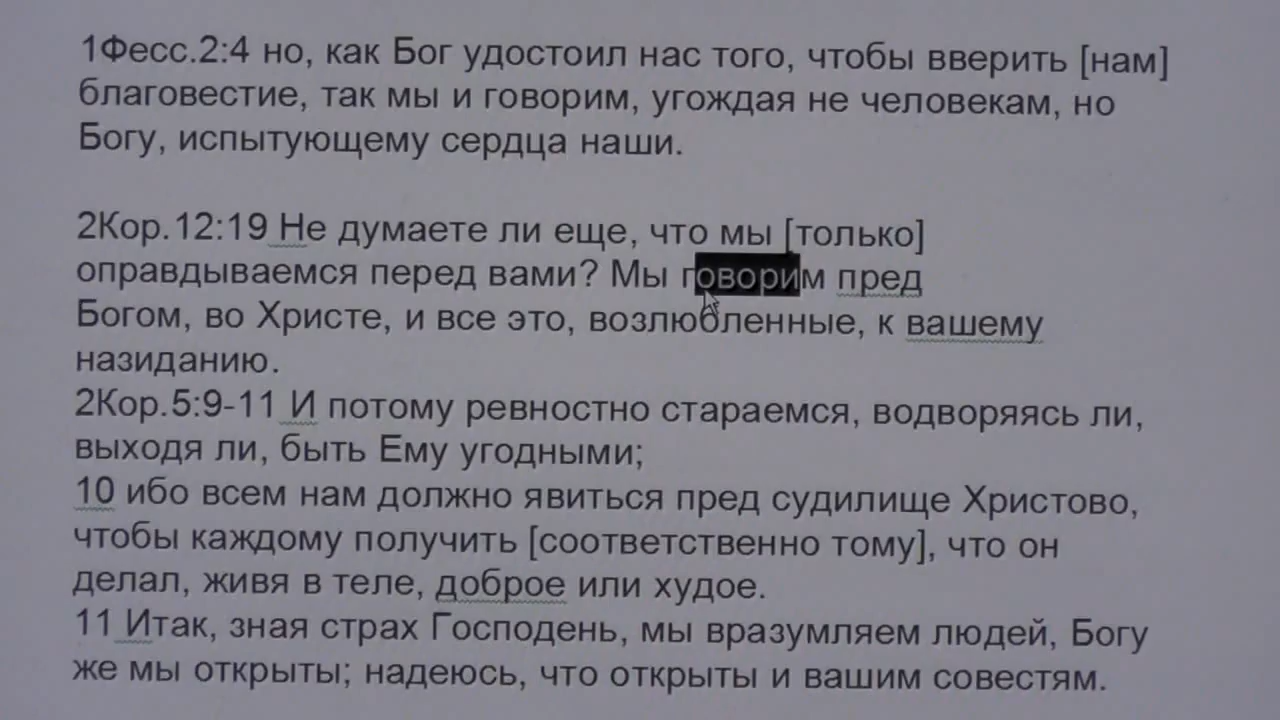 1Фесс.2:4 но, как Бог удостоил нас того, чтобы вверить [нам]
благовестие, так мы и говорим, угождая не человекам, но
Богу, испытующему сердца наши.
2Кор.12:19 Не думаете ли еще, что мы [только]
оправдываемся перед вами? Мы говорим пред
Богом, во Христе, и все это, возлюбленные, к вашему
назиданию.
2Кор.5:9-11 И потому ревностно стараемся, водворяясь ли,
выходя ли, быть Ему угодными;
10 ибо всем нам должно явиться пред судилище Христово,
чтобы каждому получить [соответственно тому], что он
делал, живя в теле, доброе или худое.
11 Итак, зная страх Господень, мы вразумляем людей, Богу
же мы открыты; надеюсь, что открыты и вашим совестям.